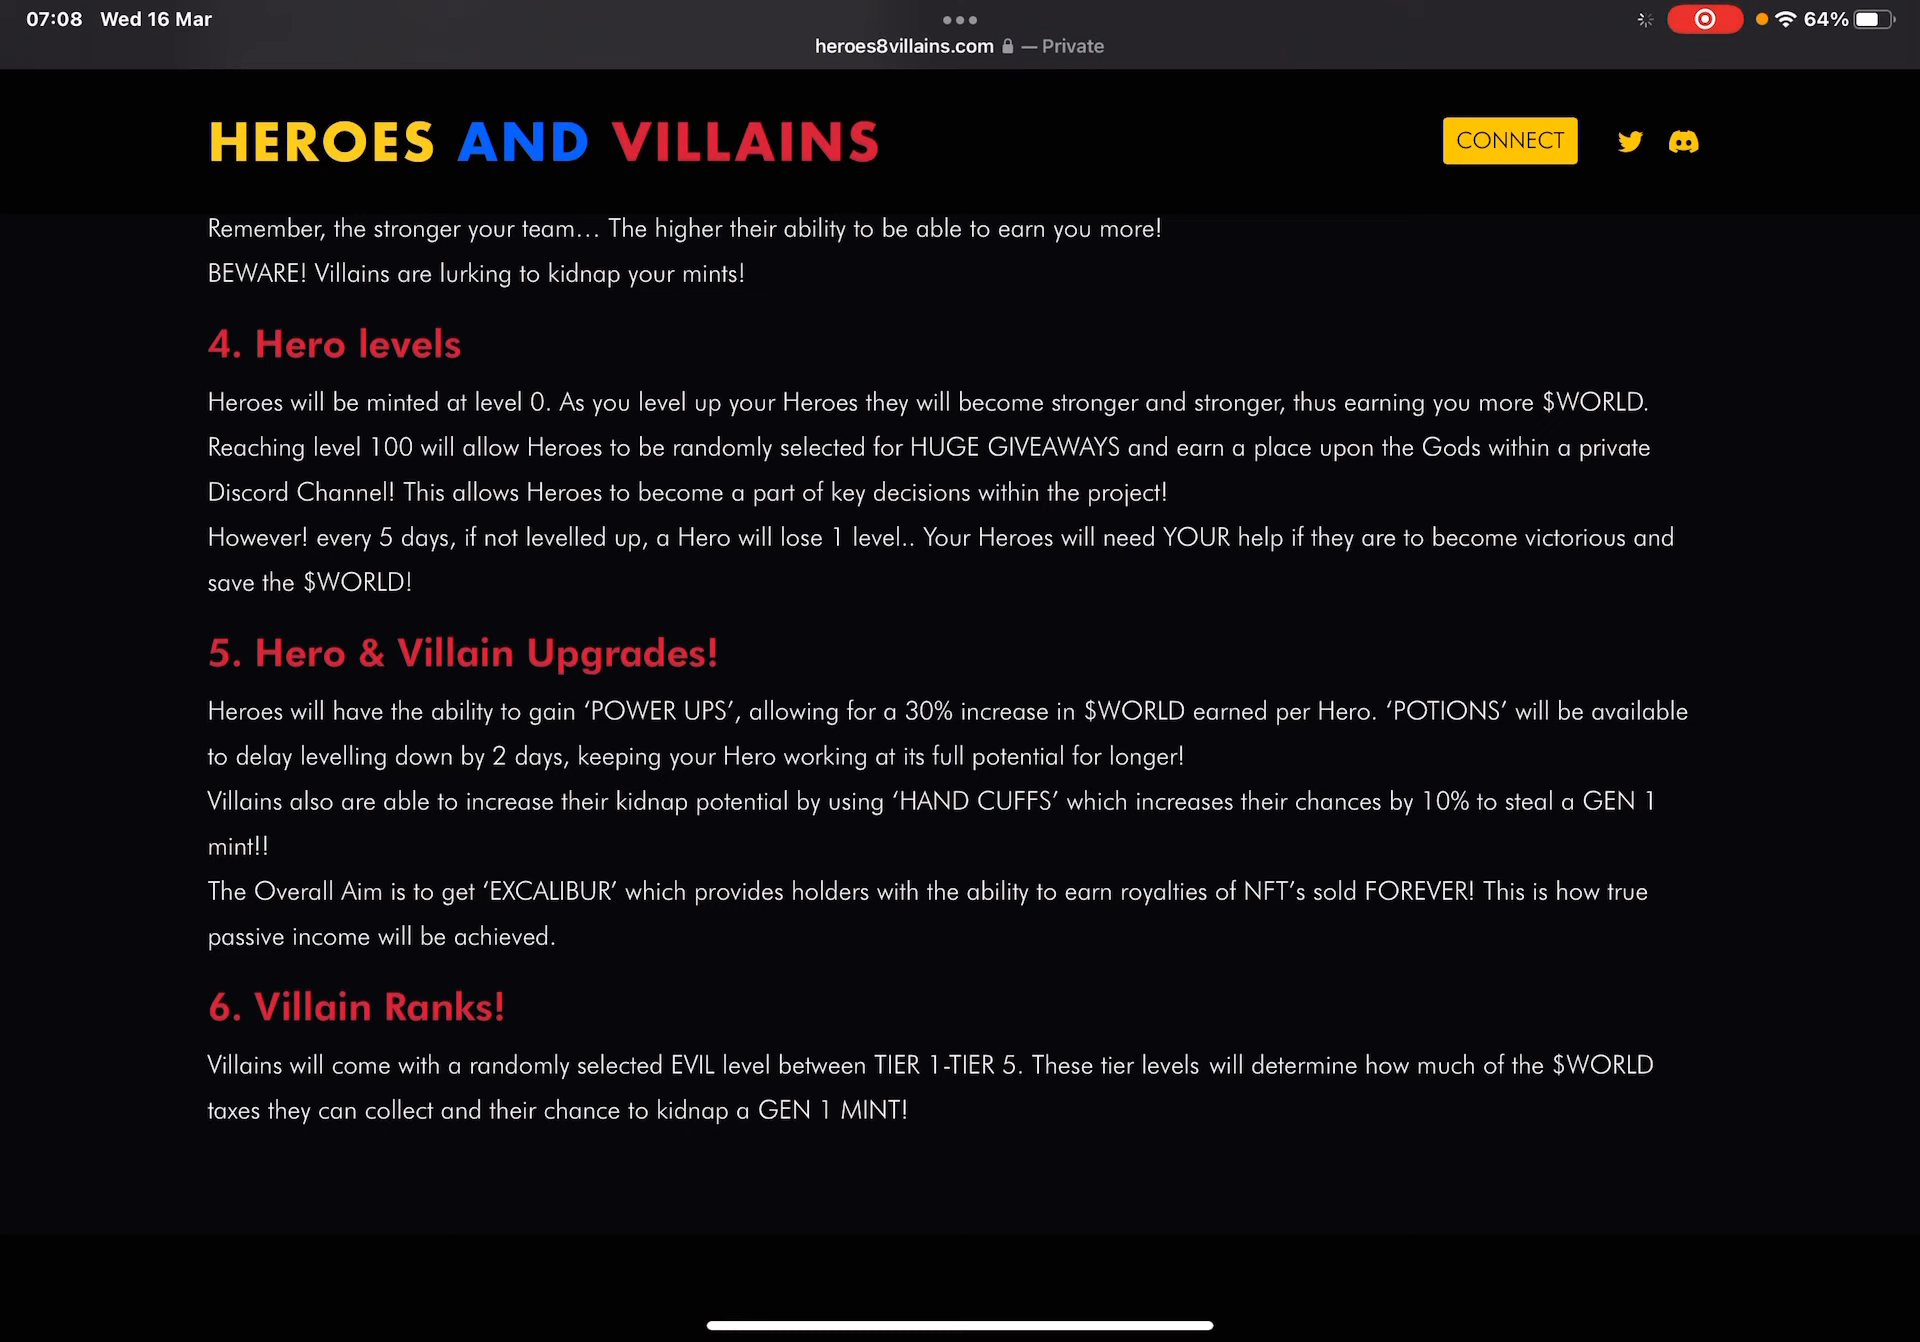 07:08 Wed 16 Mar
64%
heroes8villains.com — Private
HEROES AND VILLAINS
CONNECT
Remember, the stronger your team... The higher their ability to be able to earn you more!
BEWARE! Villains are lurking to kidnap your mints!
4. Hero levels
Heroes will be minted at level 0. As you level up your Heroes they will become stronger and stronger, thus earning you more $WORLD.
Reaching level 100 will allow Heroes to be randomly selected for HUGE GIVEAWAYS and earn a place upon the Gods within a private
Discord Channel! This allows Heroes to become a part of key decisions within the project!
However! every 5 days, if not levelled up, a Hero will lose 1 level.. Your Heroes will need YOUR help if they are to become victorious and
save the $WORLD!
5. Hero & Villain Upgrades!
Heroes will have the ability to gain ‘POWER UPS’, allowing for a 30% increase in $WORLD earned per Hero. ‘POTIONS’ will be available
to delay levelling down by 2 days, keeping your Hero working at its full potential for longer!
Villains also are able to increase their kidnap potential by using ‘HAND CUFFS’ which increases their chances by 10% to steal a GEN 1
mint!!
The Overall Aim is to get ‘EXCALIBUR’ which provides holders with the ability to earn royalties of NFT’s sold FOREVER! This is how true
passive income will be achieved.
6. Villain Ranks!
Villains will come with a randomly selected EVIL level between TIER 1-TIER 5. These tier levels will determine how much of the $WORLD
taxes they can collect and their chance to kidnap a GEN 1 MINT!